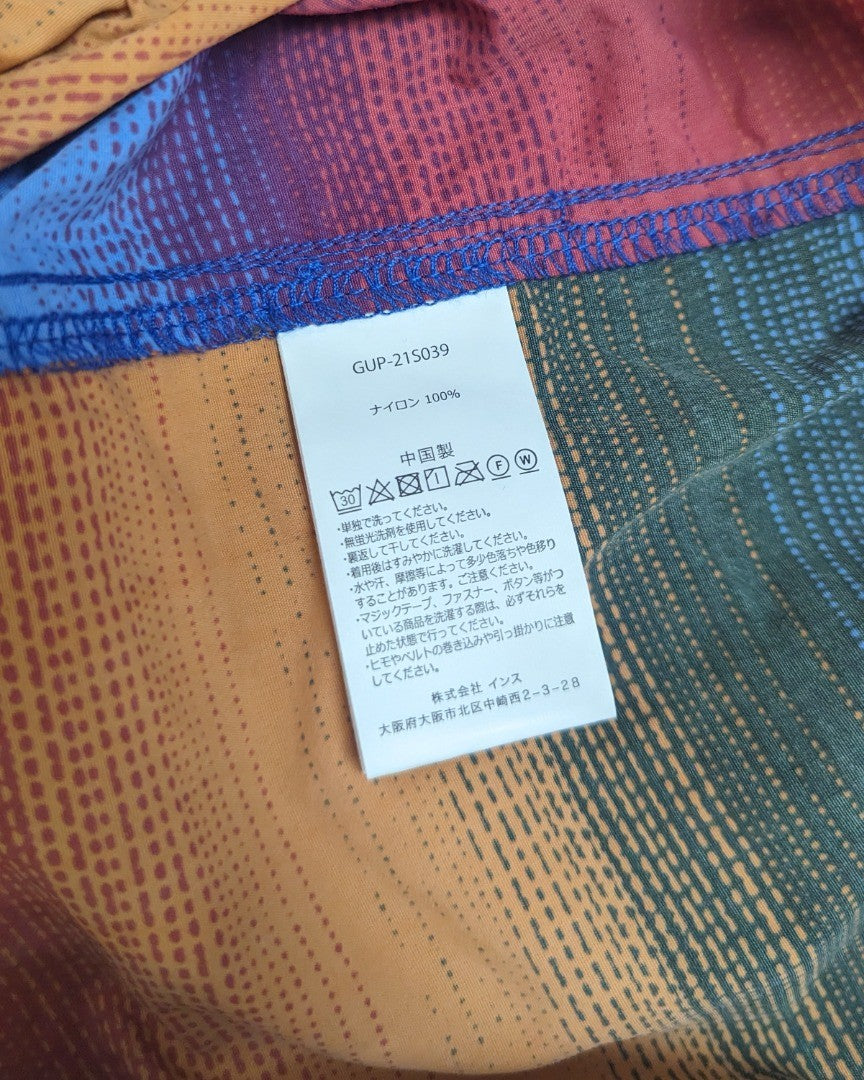 GUP-21S039
ナイロン 100%
中国製
30
F W
・単独で洗ってください。
・無蛍光洗剤を使用してください。
・裏返して干してください。
・着用後はすみやかに洗濯してください。
・水や汗、摩擦等によって多少色落ちや色移り
することがあります。ご注意ください。
・マジックテープ、ファスナー、ボタン等がつ
いている商品を洗濯する際は、必ずそれらを
止めた状態で行ってください。
・ヒモやベルトの巻き込みや引っ掛かりに注意
してください。
株式会社 インス
大阪府大阪市北区中崎西2-3-28